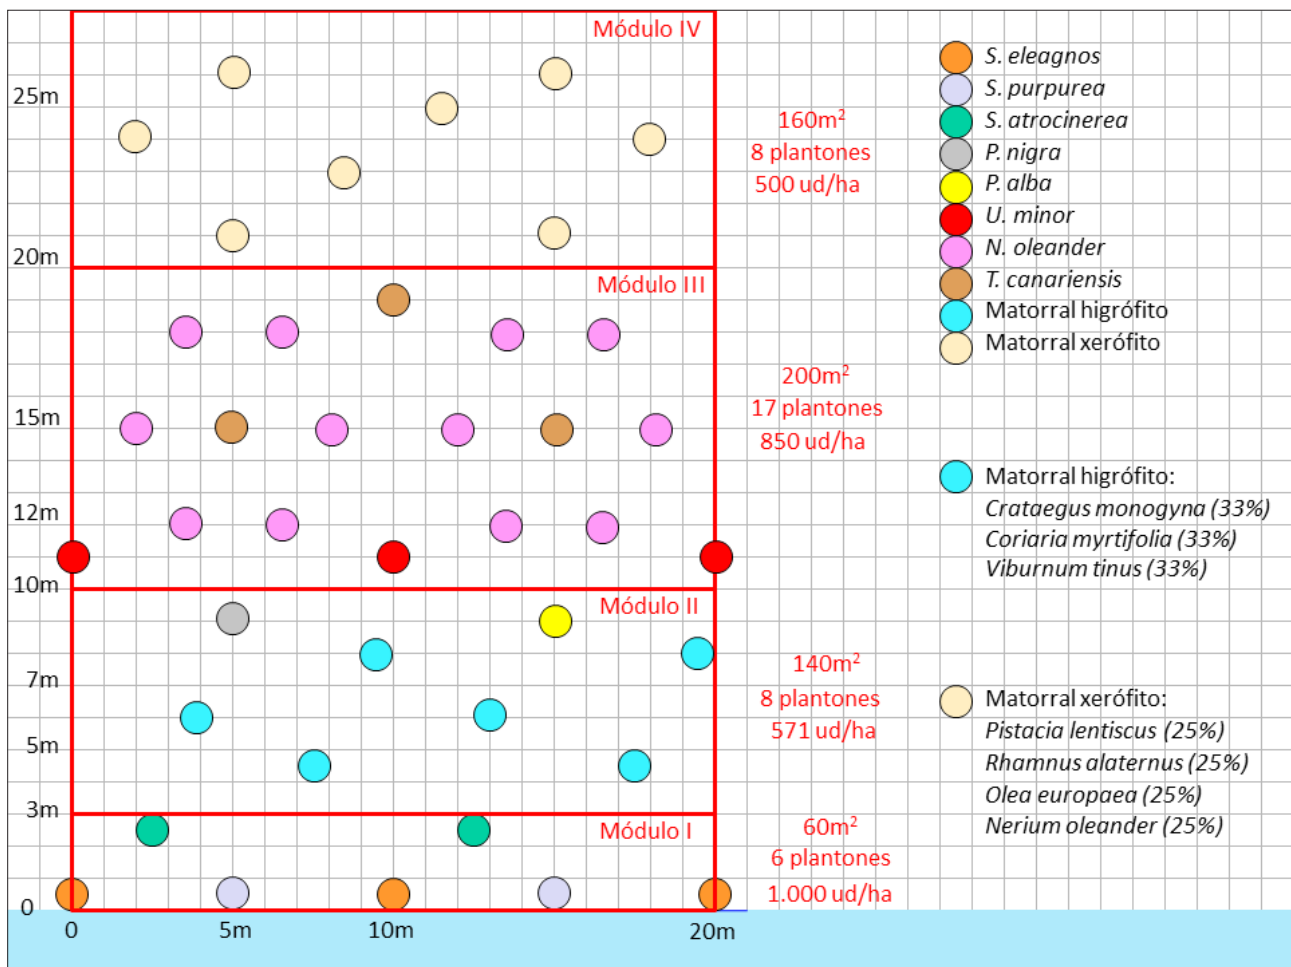 Módulo IV
25m
160m²
8 plantones
500 ud/ha
20m
Módulo III
15m
200m²
17 plantones
850 ud/ha
12m
10m
Módulo II
7m
140m²
8 plantones
571 ud/ha
5m
3m
Módulo I
60m²
6 plantones
1.000 ud/ha
0
0
5m
10m
20m
S. eleagnos
S. purpurea
S. atrocinerea
P. nigra
P. alba
U. minor
N. oleander
T. canariensis
Matorral higrófito
Matorral xerófito
Matorral higrófito:
Crataegus monogyna (33%)
Coriaria myrtifolia (33%)
Viburnum tinus (33%)
Matorral xerófito:
Pistacia lentiscus (25%)
Rhamnus alaternus (25%)
Olea europaea (25%)
Nerium oleander (25%)